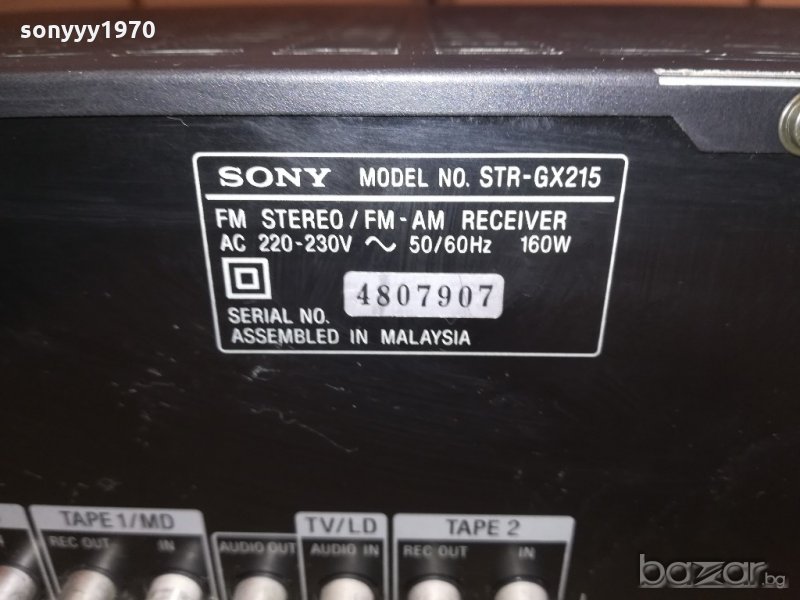 sonyyy1970
SONY MODEL NO. STR-GX215
FM STEREO / FM-AM RECEIVER
AC 220-230V ~ 50/60Hz 160W
SERIAL NO. 4807907
ASSEMBLED IN MALAYSIA
TAPE 1/MD TV/LD TAPE 2
REC OUT IN AUDIO OUT AUDIO IN REC OUT IN
bazar.bg